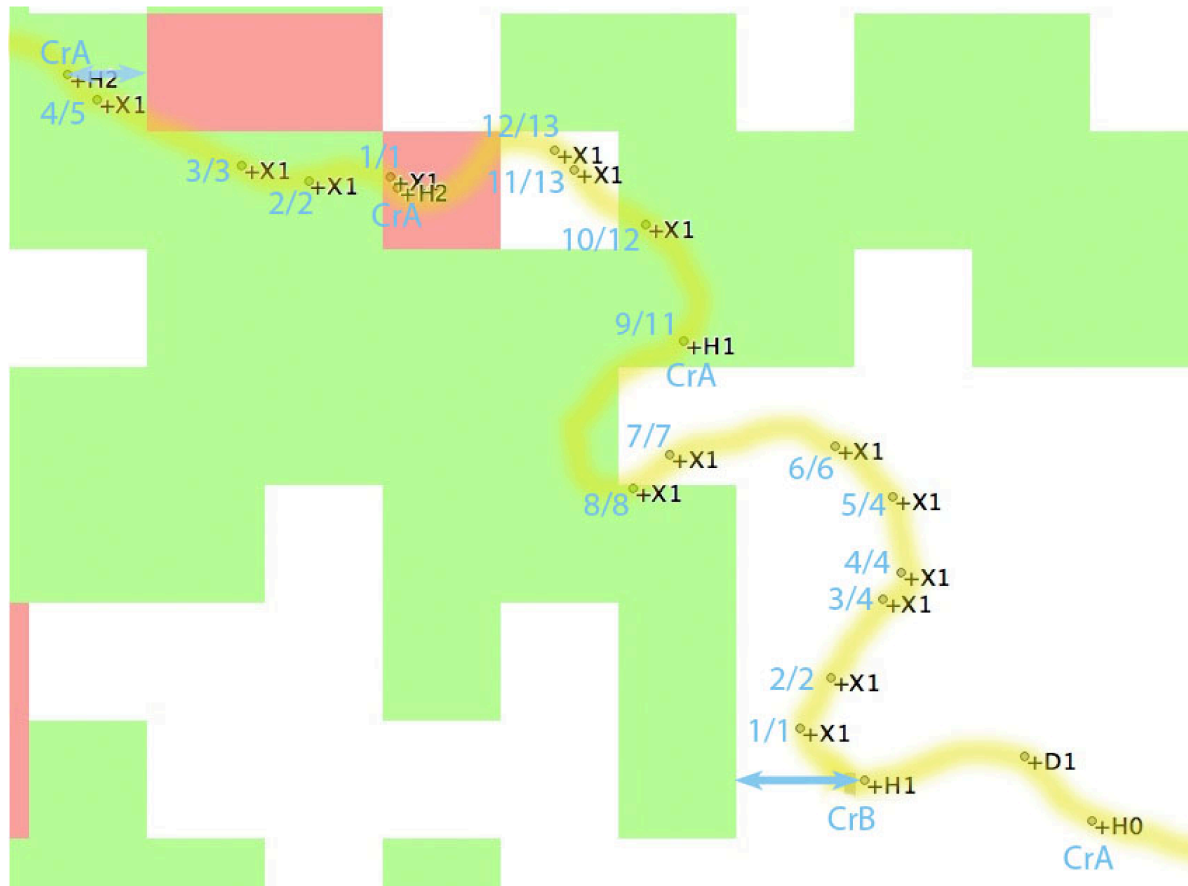 CrA
+H2
4/5 +X1
12/13 +X1
1/1
3/3 +X1
11/13 +X1
2/2 +X1
+X1
+H2
CrA
10/12 +X1
9/11
+H1
CrA
7/7
+X1
6/6 +X1
8/8 +X1
5/4 +X1
4/4 +X1
3/4 +X1
2/2 +X1
1/1 +X1
+D1
+H1
CrB
+H0
CrA